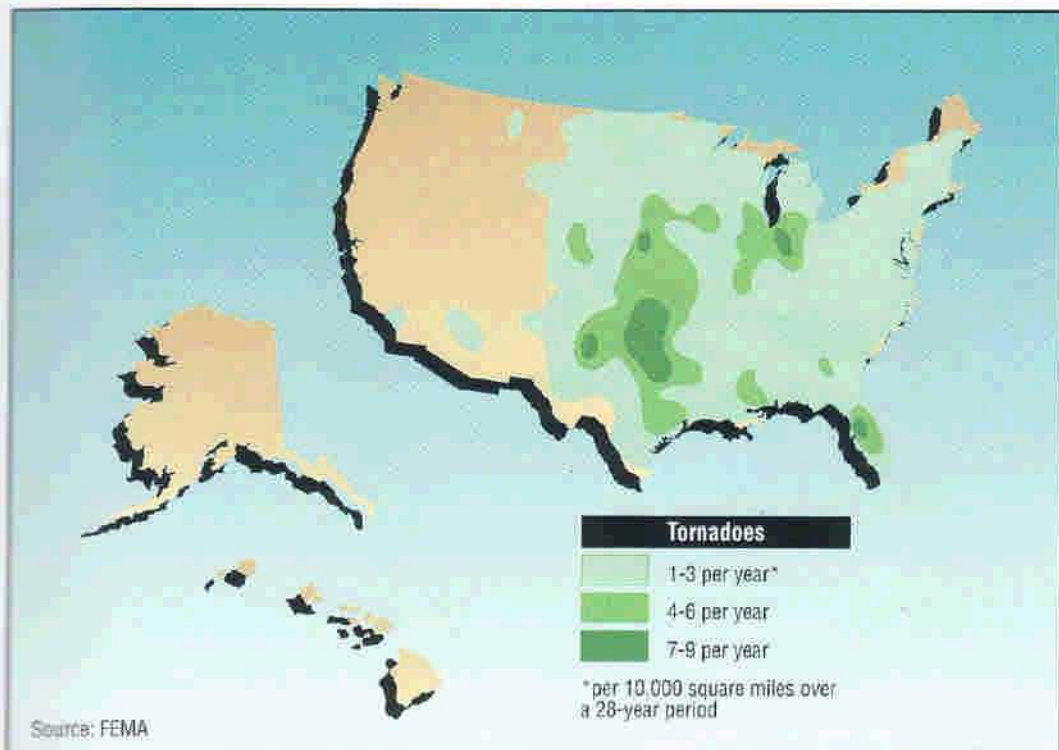 Tornadoes
1-3 per year*
4-6 per year
7-9 per year
*per 10,000 square miles over
a 28-year period
Source: FEMA